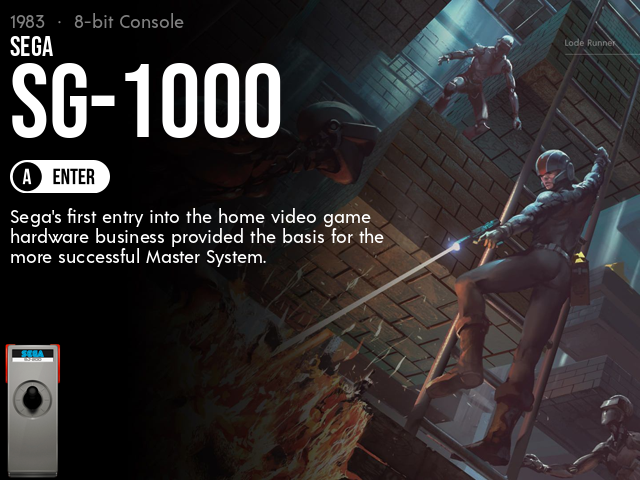 1983 · 8-bit Console
SEGA
SG-1000
Lode Runner
A ENTER
Sega's first entry into the home video game
hardware business provided the basis for the
more successful Master System.
SEGA